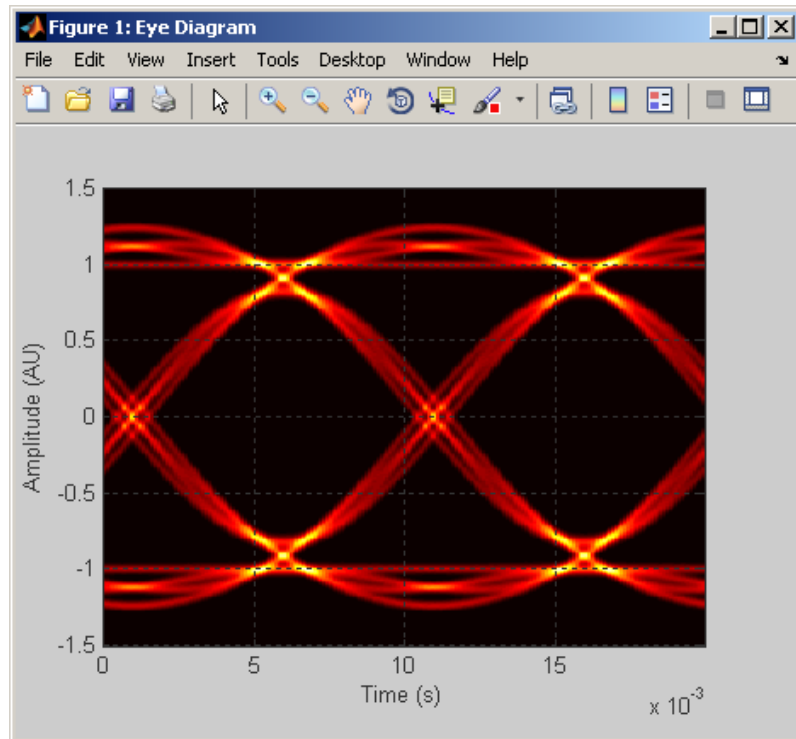 Figure 1: Eye Diagram
File Edit View Insert Tools Desktop Window Help
1.5
1
0.5
0
-0.5
-1
-1.5
Amplitude (AU)
0 5 10 15
Time (s)
x 10^-3